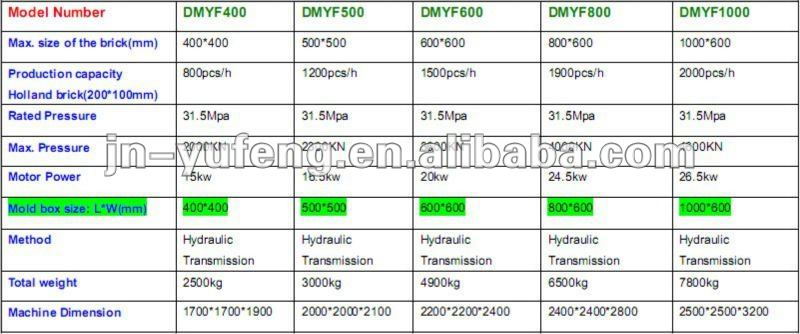 Model Number DMYF400 DMYF500 DMYF600 DMYF800 DMYF1000
Max. size of the brick(mm) 400*400 500*500 600*600 800*600 1000*600
Production capacity 800pcs/h 1200pcs/h 1500pcs/h 1900pcs/h 2000pcs/h
Holland brick(200*100mm)
Rated Pressure 31.5Mpa 31.5Mpa 31.5Mpa 31.5Mpa 31.5Mpa
Max. Pressure
jn-yufeng.en.alibaba.com
Motor Power 15kw 16.5kw 20kw 24.5kw 26.5kw
Mold box size: L*W(mm) 400*400 500*500 600*600 800*600 1000*600
Method Hydraulic Hydraulic Hydraulic Hydraulic Hydraulic
Transmission Transmission Transmission Transmission Transmission
Total weight 2500kg 3000kg 4900kg 6500kg 7800kg
Machine Dimension 1700*1700*1900 2000*2000*2100 2200*2200*2400 2400*2400*2800 2500*2500*3200